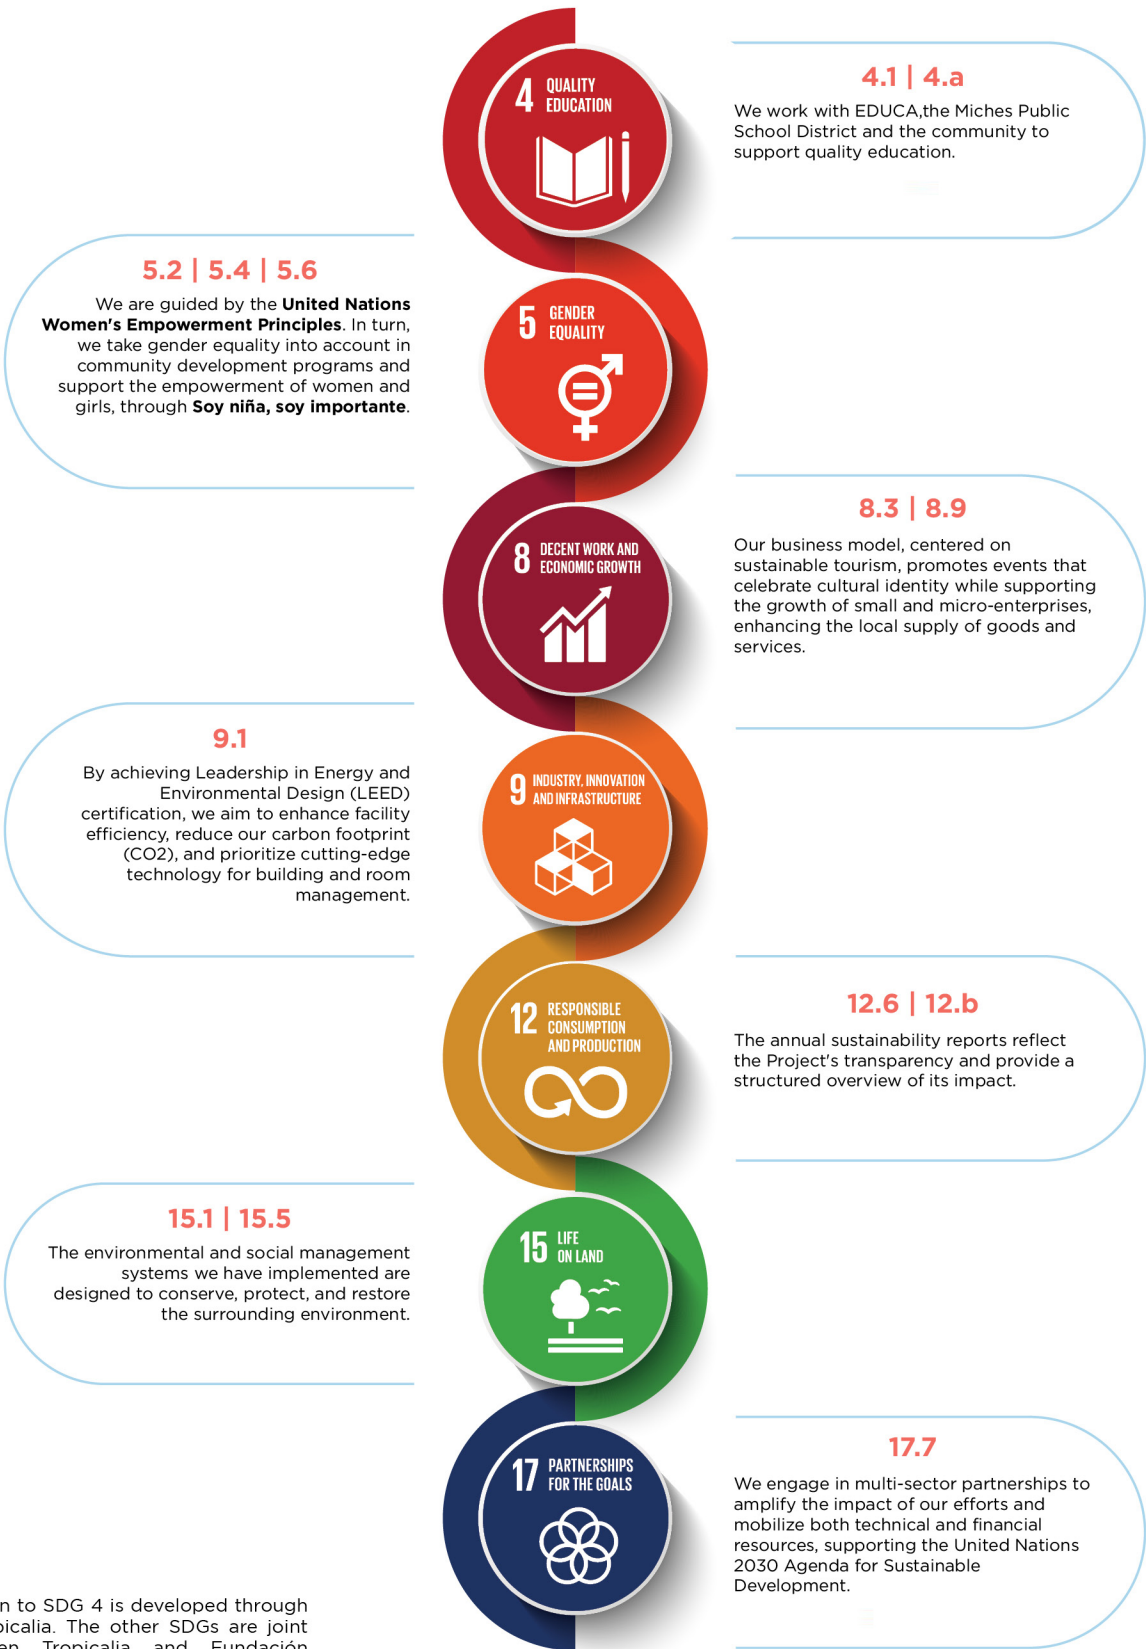 4 QUALITY
EDUCATION
4.1 | 4.a
We work with EDUCA,the Miches Public
School District and the community to
support quality education.
5.2 | 5.4 | 5.6
We are guided by the United Nations
Women's Empowerment Principles. In turn,
we take gender equality into account in
community development programs and
support the empowerment of women and
girls, through Soy niña, soy importante.
5 GENDER
EQUALITY
8 DECENT WORK AND
ECONOMIC GROWTH
8.3 | 8.9
Our business model, centered on
sustainable tourism, promotes events that
celebrate cultural identity while supporting
the growth of small and micro-enterprises,
enhancing the local supply of goods and
services.
9.1
By achieving Leadership in Energy and
Environmental Design (LEED)
certification, we aim to enhance facility
efficiency, reduce our carbon footprint
(CO2), and prioritize cutting-edge
technology for building and room
management.
9 INDUSTRY, INNOVATION
AND INFRASTRUCTURE
12 RESPONSIBLE
CONSUMPTION
AND PRODUCTION
12.6 | 12.b
The annual sustainability reports reflect
the Project's transparency and provide a
structured overview of its impact.
15.1 | 15.5
The environmental and social management
systems we have implemented are
designed to conserve, protect, and restore
the surrounding environment.
15 LIFE
ON LAND
17 PARTNERSHIPS
FOR THE GOALS
17.7
We engage in multi-sector partnerships to
amplify the impact of our efforts and
mobilize both technical and financial
resources, supporting the United Nations
2030 Agenda for Sustainable
Development.
to SDG 4 is developed through
The other SDGs are joint
Tropicalia and Fundación